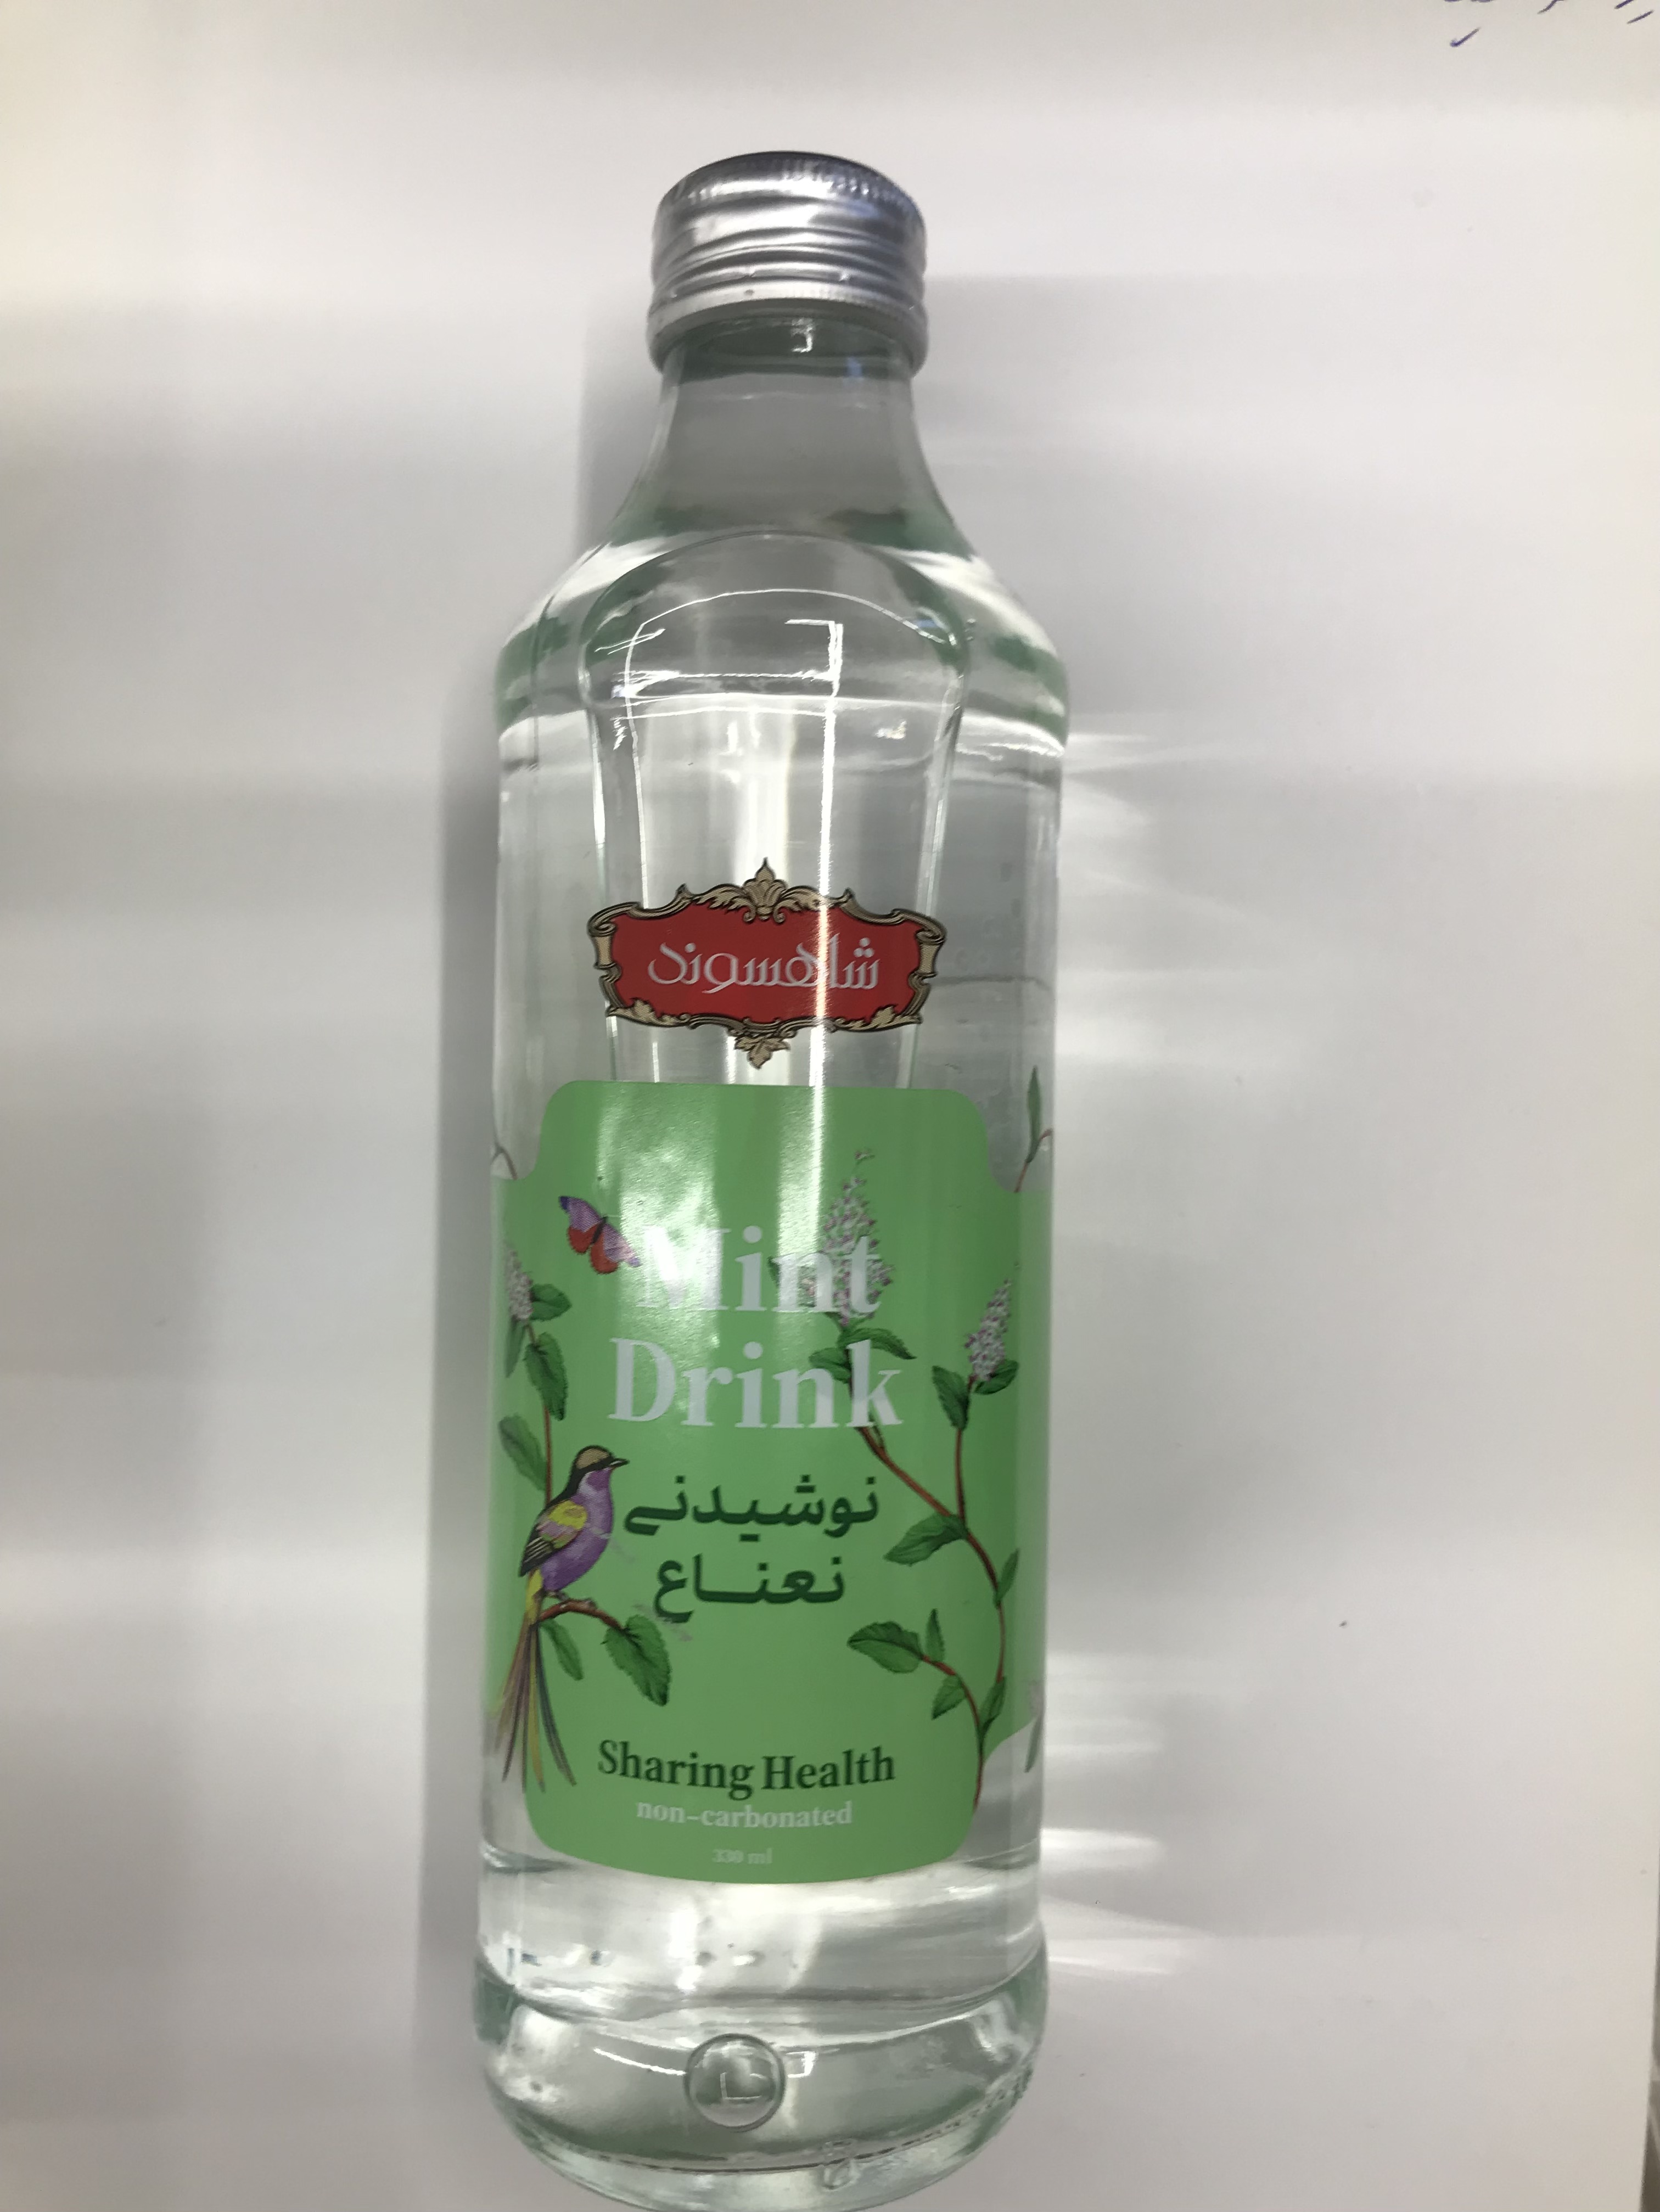 شاهسوند
Mint
Drink
نوشیدنی
نعناع
Sharing Health
non-carbonated
330 ml